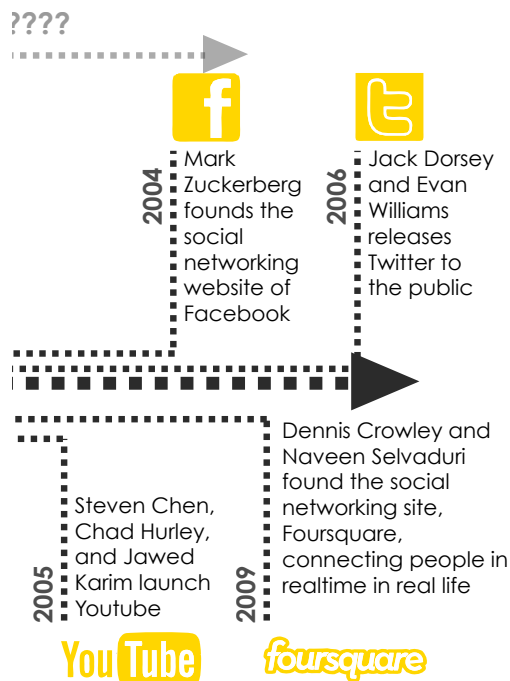 ????
f
t
2004
Mark
Zuckerberg
founds the
social
networking
website of
Facebook
2006
Jack Dorsey
and Evan
Williams
releases
Twitter to
the public
2005
Steven Chen,
Chad Hurley,
and Jawed
Karim launch
Youtube
You Tube
2009
Dennis Crowley and
Naveen Selvaduri
found the social
networking site,
Foursquare,
connecting people in
realtime in real life
foursquare